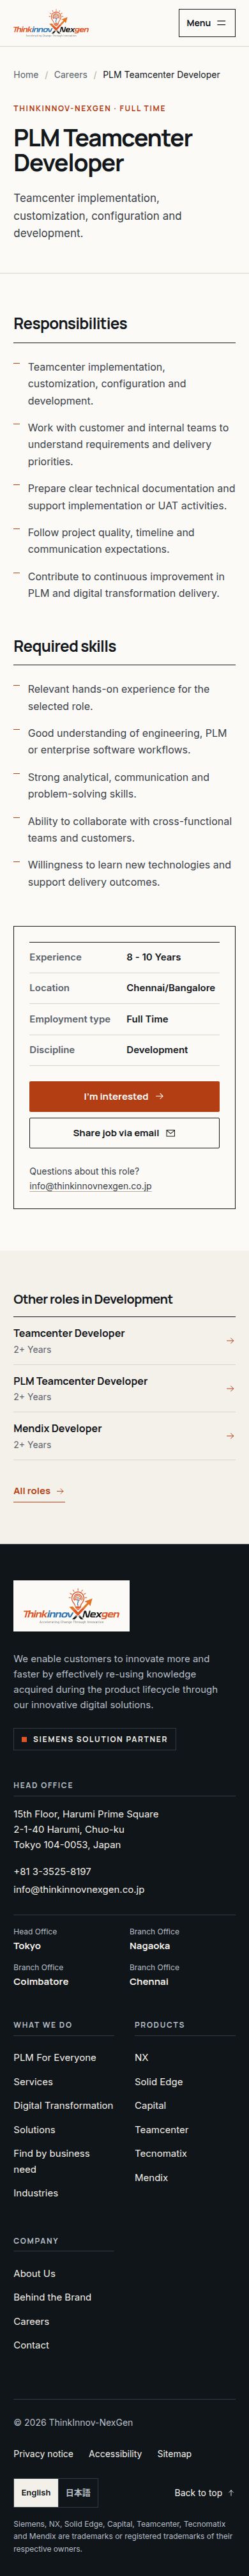 ThinkinnovXNexgen
Menu
Home / Careers / PLM Teamcenter Developer
THINKINNOV-NEXGEN · FULL TIME
PLM Teamcenter
Developer
Teamcenter implementation,
customization, configuration and
development.
Responsibilities
— Teamcenter implementation,
customization, configuration and
development.
— Work with customer and internal teams to
understand requirements and delivery
priorities.
— Prepare clear technical documentation and
support implementation or UAT activities.
— Follow project quality, timeline and
communication expectations.
— Contribute to continuous improvement in
PLM and digital transformation delivery.
Required skills
— Relevant hands-on experience for the
selected role.
— Good understanding of engineering, PLM
or enterprise software workflows.
— Strong analytical, communication and
problem-solving skills.
— Ability to collaborate with cross-functional
teams and customers.
— Willingness to learn new technologies and
support delivery outcomes.
Experience 8 - 10 Years
Location Chennai/Bangalore
Employment type Full Time
Discipline Development
I'm interested →
Share job via email
Questions about this role?
info@thinkinnovnexgen.co.jp
Other roles in Development
Teamcenter Developer
2+ Years →
PLM Teamcenter Developer
2+ Years →
Mendix Developer
2+ Years →
All roles →
ThinkinnovXNexgen
Accelerating Change Through Innovation
We enable customers to innovate more and
faster by effectively re-using knowledge
acquired during the product lifecycle through
our innovative digital solutions.
SIEMENS SOLUTION PARTNER
HEAD OFFICE
15th Floor, Harumi Prime Square
2-1-40 Harumi, Chuo-ku
Tokyo 104-0053, Japan
+81 3-3525-8197
info@thinkinnovnexgen.co.jp
Head Office Branch Office
Tokyo Nagaoka
Branch Office Branch Office
Coimbatore Chennai
WHAT WE DO
PLM For Everyone
Services
Digital Transformation
Solutions
Find by business
need
Industries
PRODUCTS
NX
Solid Edge
Capital
Teamcenter
Tecnomatix
Mendix
COMPANY
About Us
Behind the Brand
Careers
Contact
© 2026 ThinkInnov-NexGen
Privacy notice Accessibility Sitemap
English 日本語 Back to top ↑
Siemens, NX, Solid Edge, Capital, Teamcenter, Tecnomatix
and Mendix are trademarks or registered trademarks of their
respective owners.